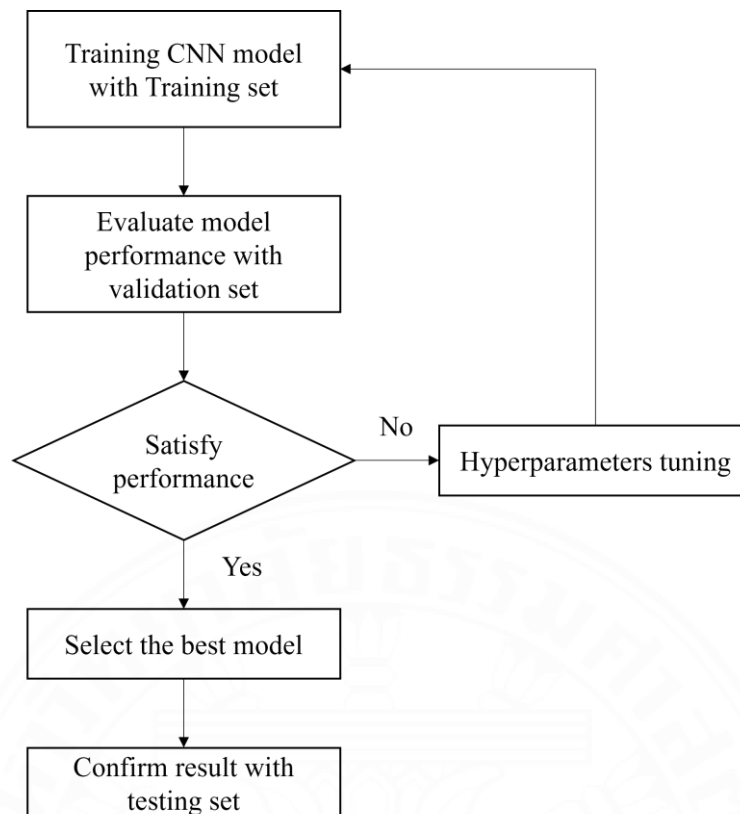 Training CNN model
with Training set
Evaluate model
performance with
validation set
Satisfy
performance
No
Hyperparameters tuning
Yes
Select the best model
Confirm result with
testing set